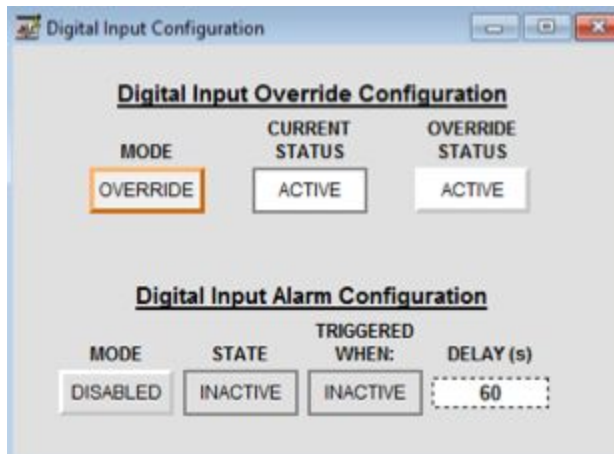 Digital Input Configuration
Digital Input Override Configuration
MODE CURRENT STATUS OVERRIDE STATUS
OVERRIDE ACTIVE ACTIVE
Digital Input Alarm Configuration
MODE STATE TRIGGERED WHEN: DELAY (s)
DISABLED INACTIVE INACTIVE 60